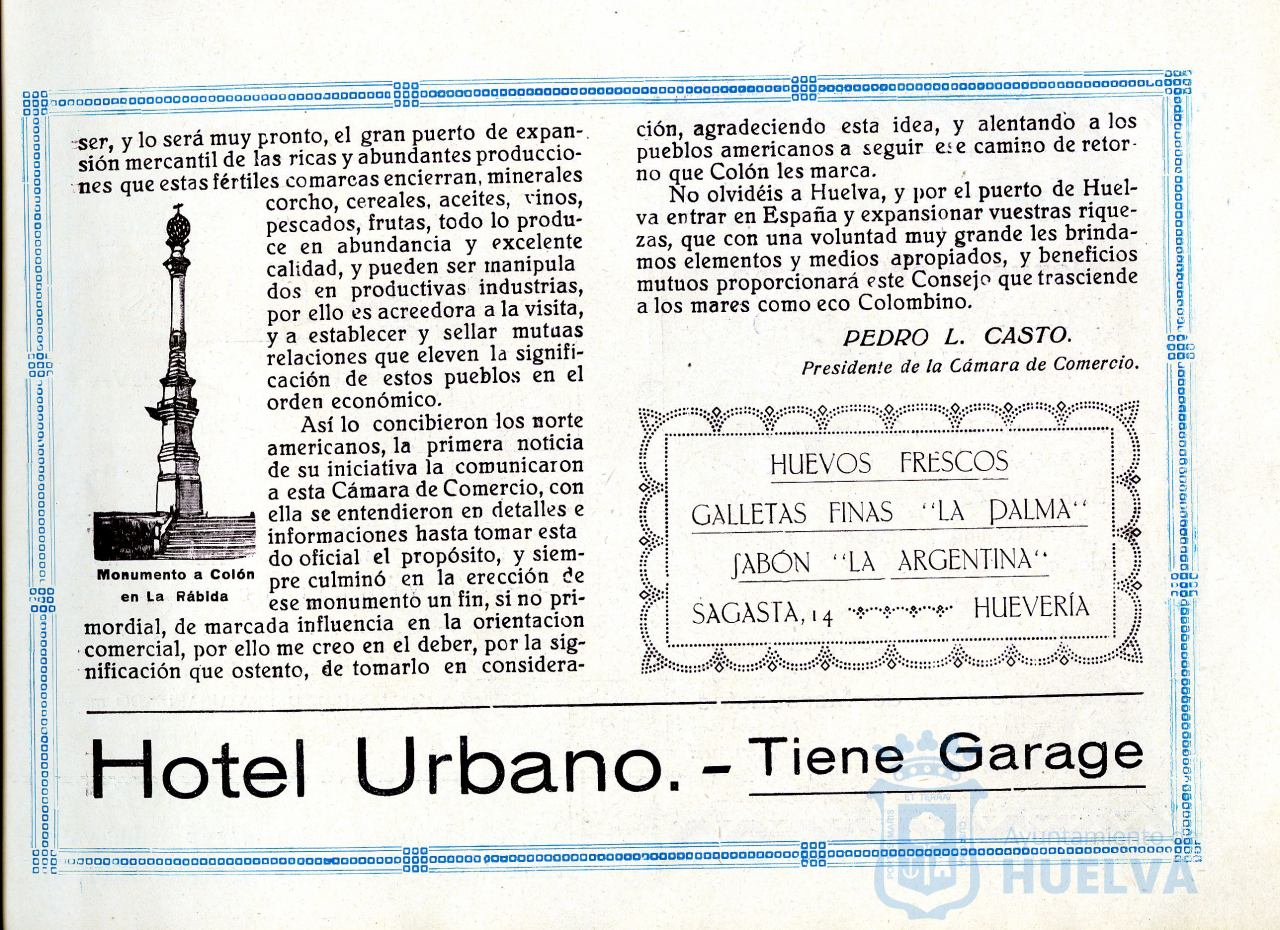 ser, y lo será muy pronto, el gran puerto de expan-
sión mercantil de las ricas y abundantes produccio-
nes que estas fértiles comarcas encierran, minerales
corcho, cereales, aceites, vinos,
pescados, frutas, todo lo produ-
ce en abundancia y excelente
calidad, y pueden ser manipula
dos en productivas industrias,
por ello es acreedora a la visita,
y a establecer y sellar mutuas
relaciones que eleven la signifi-
cación de estos pueblos en el
orden económico.
Así lo concibieron los norte
americanos, la primera noticia
de su iniciativa la comunicaron
a esta Cámara de Comercio, con
ella se entendieron en detalles e
informaciones hasta tomar esta
do oficial el propósito, y siem-
pre culminó en la erección de
ese monumento un fin, si no pri-
mordial, de marcada influencia en la orientacion
comercial, por ello me creo en el deber, por la sig-
nificación que ostento, de tomarlo en considera-
Monumento a Colón
en La Rábida
ción, agradeciendo esta idea, y alentando a los
pueblos americanos a seguir ese camino de retor-
no que Colón les marca.
No olvidéis a Huelva, y por el puerto de Huel-
va entrar en España y expansionar vuestras rique-
zas, que con una voluntad muy grande les brinda-
mos elementos y medios apropiados, y beneficios
mutuos proporcionará este Consejo que trasciende
a los mares como eco Colombino.
PEDRO L. CASTO.
Presidente de la Cámara de Comercio.
HUEVOS FRESCOS
GALLETAS FINAS "LA PALMA"
JABÓN "LA ARGENTINA"
SAGASTA, 14 HUEVERÍA
Hotel Urbano. - Tiene Garage
Ayuntamiento
HUELVA